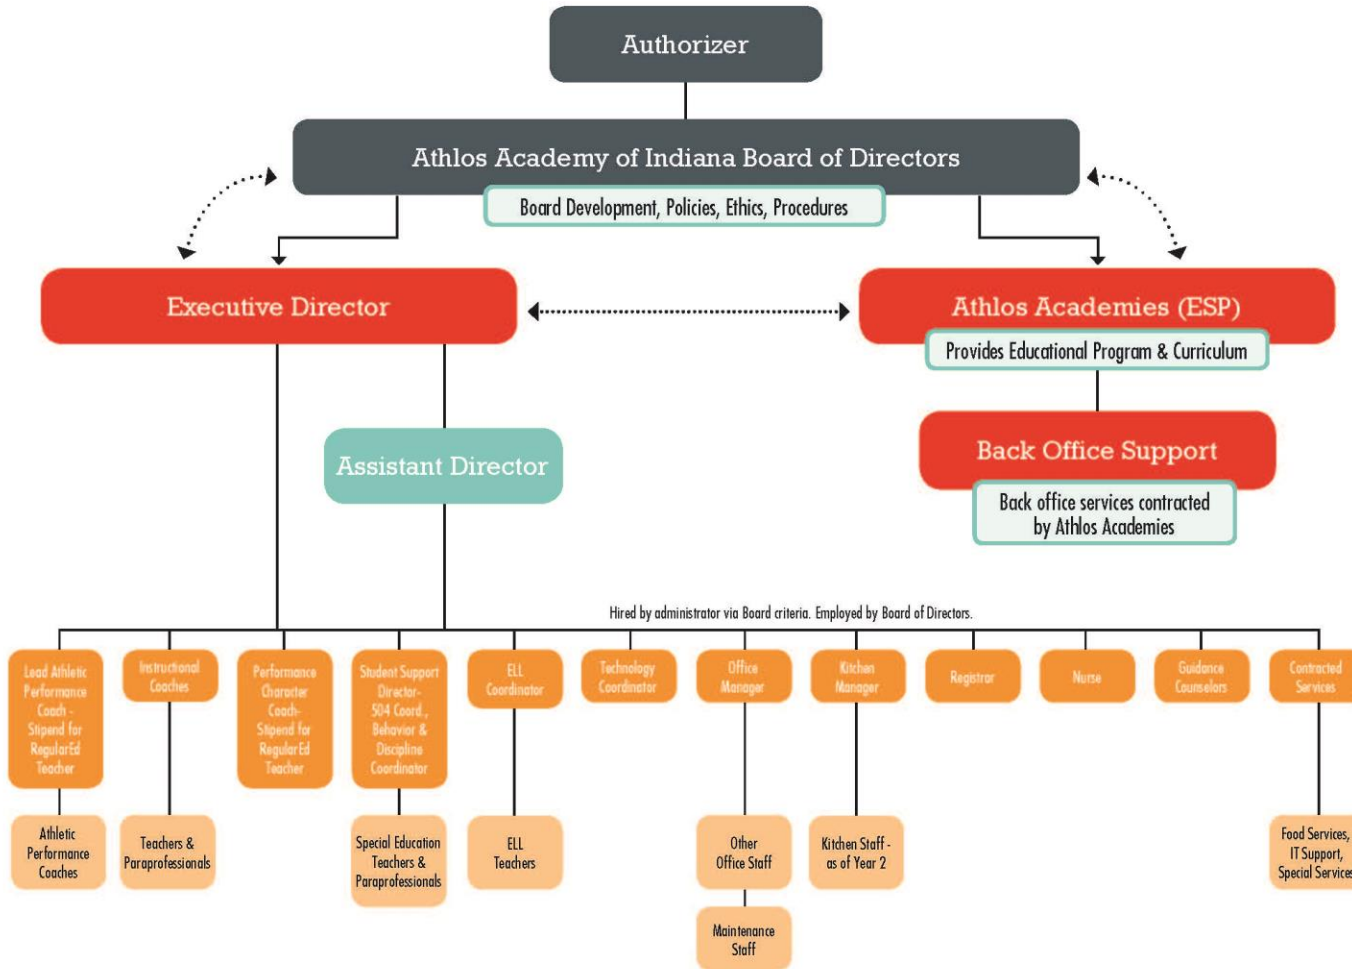 Authorizer
Athlos Academy of Indiana Board of Directors
Board Development, Policies, Ethics, Procedures
Executive Director
Athlos Academies (ESP)
Provides Educational Program & Curriculum
Assistant Director
Back Office Support
Back office services contracted
by Athlos Academies
Hired by administrator via Board criteria. Employed by Board of Directors.
Lead Athletic
Performance
Coach -
Stipend for
RegularEd
Teacher
Instructional
Coaches
Performance
Character
Coach-
Stipend for
RegularEd
Teacher
Student Support
Director-
504 Coord.,
Behavior &
Discipline
Coordinator
ELL
Coordinator
Technology
Coordinator
Office
Manager
Kitchen
Manager
Registrar
Nurse
Guidance
Counselors
Contracted
Services
Athletic
Performance
Coaches
Teachers &
Paraprofessionals
Special Education
Teachers &
Paraprofessionals
ELL
Teachers
Other
Office Staff
Kitchen Staff -
as of Year 2
Food Services,
IT Support,
Special Services
Maintenance
Staff